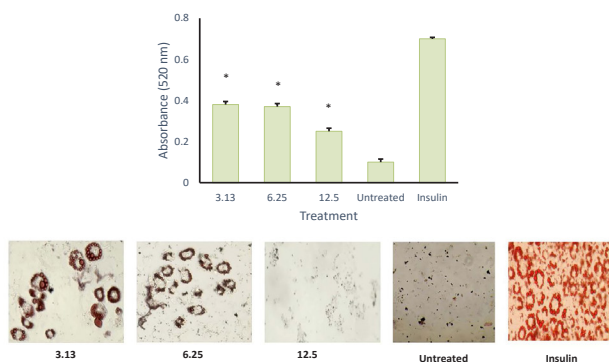 0.8
0.6
0.4
0.2
0
Absorbance (520 nm)
* * *
3.13 6.25 12.5 Untreated Insulin
Treatment
3.13 6.25 12.5 Untreated Insulin